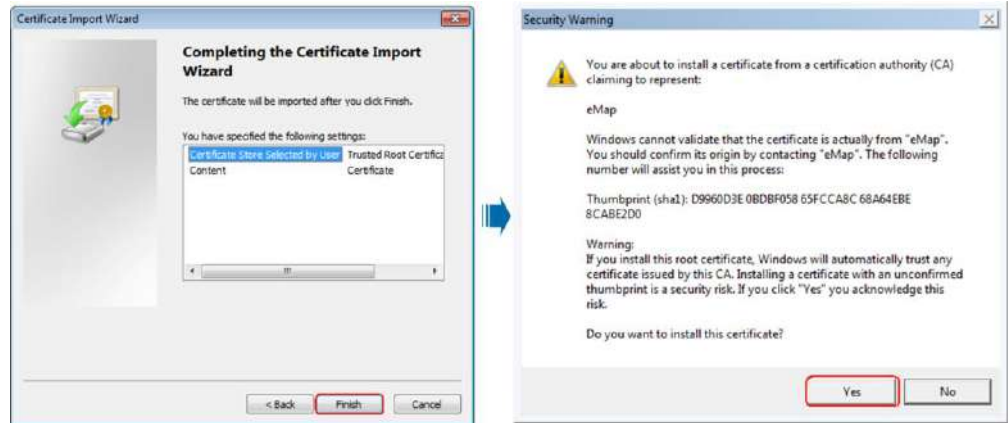 Certificate Import Wizard
Completing the Certificate Import
Wizard
The certificate will be imported after you click Finish.
You have specified the following settings:
Certificate Store Selected by User Trusted Root Certifica
Content Certificate
< Back Finish Cancel
Security Warning
You are about to install a certificate from a certification authority (CA)
claiming to represent:
eMap
Windows cannot validate that the certificate is actually from "eMap".
You should confirm its origin by contacting "eMap". The following
number will assist you in this process:
Thumbprint (sha1): D9960D3E 0BDBF058 65FCCA8C 68A64EBE
8CABE2D0
Warning:
If you install this root certificate, Windows will automatically trust any
certificate issued by this CA. Installing a certificate with an unconfirmed
thumbprint is a security risk. If you click "Yes" you acknowledge this
risk.
Do you want to install this certificate?
Yes No